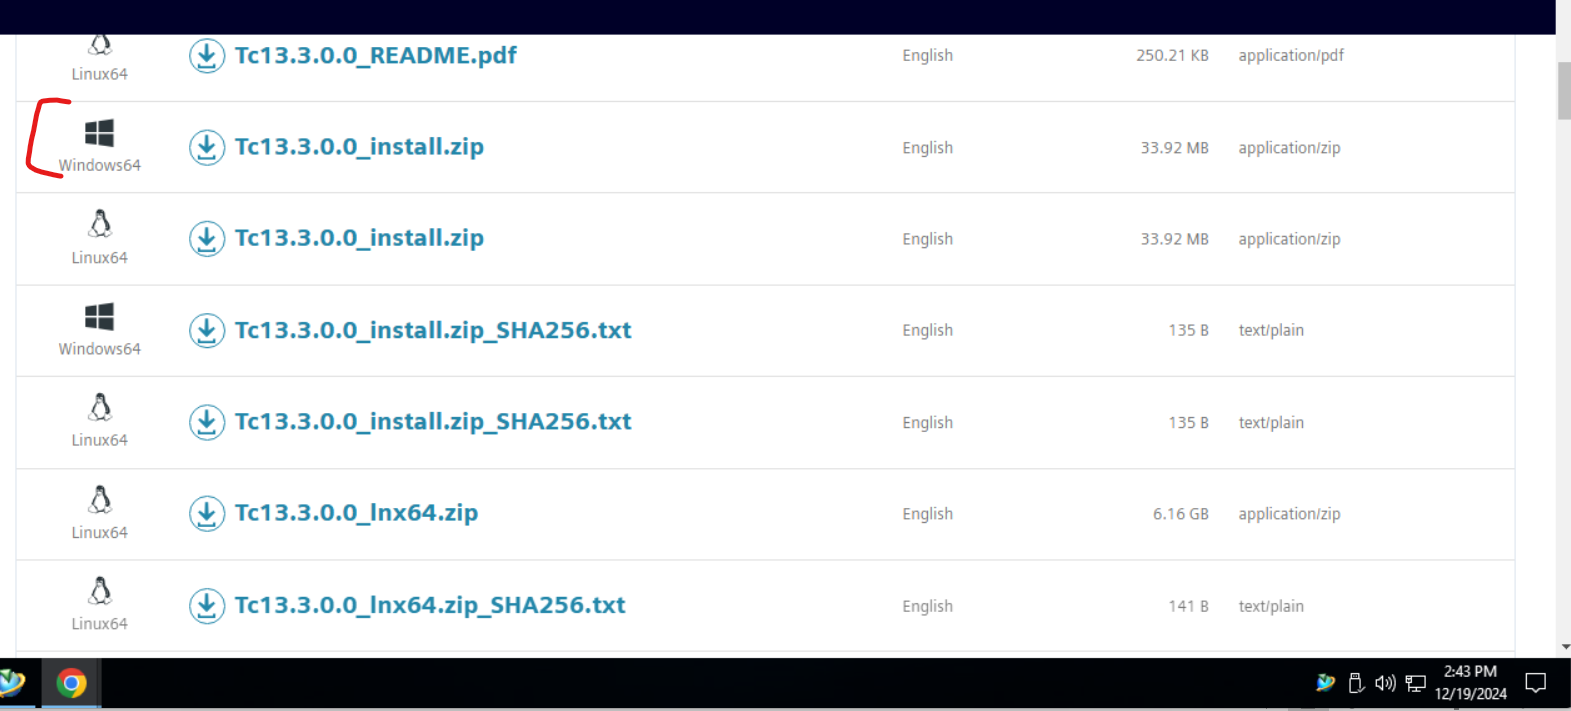 Linux64 Tc13.3.0.0_README.pdf English 250.21 KB application/pdf
Windows64 Tc13.3.0.0_install.zip English 33.92 MB application/zip
Linux64 Tc13.3.0.0_install.zip English 33.92 MB application/zip
Windows64 Tc13.3.0.0_install.zip_SHA256.txt English 135 B text/plain
Linux64 Tc13.3.0.0_install.zip_SHA256.txt English 135 B text/plain
Linux64 Tc13.3.0.0_lnx64.zip English 6.16 GB application/zip
Linux64 Tc13.3.0.0_lnx64.zip_SHA256.txt English 141 B text/plain
2:43 PM
12/19/2024